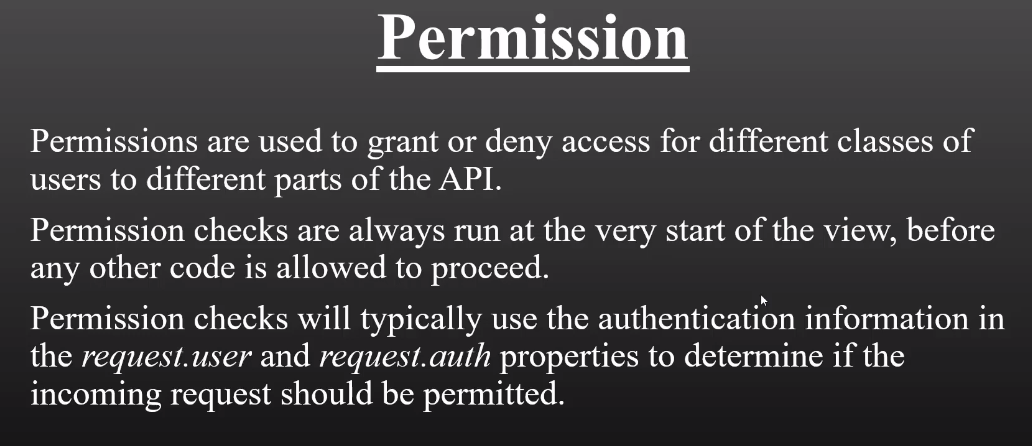 Permission
Permissions are used to grant or deny access for different classes of
users to different parts of the API.
Permission checks are always run at the very start of the view, before
any other code is allowed to proceed.
Permission checks will typically use the authentication information in
the request.user and request.auth properties to determine if the
incoming request should be permitted.